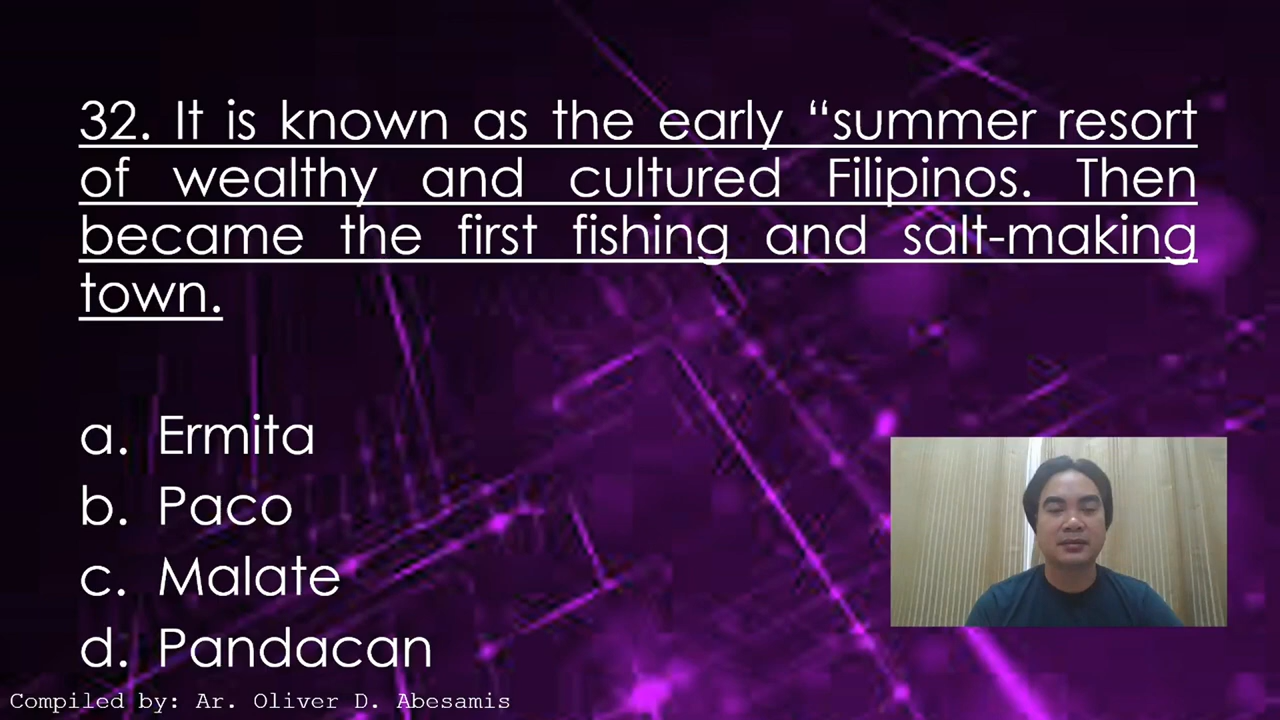 32. It is known as the early “summer resort
of wealthy and cultured Filipinos. Then
became the first fishing and salt-making
town.
a. Ermita
b. Paco
c. Malate
d. Pandacan
Compiled by: Ar. Oliver D. Abesamis